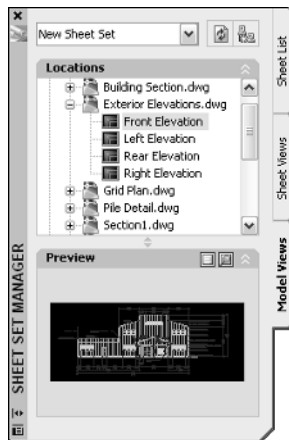 New Sheet Set
Locations
Building Section.dwg
Exterior Elevations.dwg
Front Elevation
Left Elevation
Rear Elevation
Right Elevation
Grid Plan.dwg
Pile Detail.dwg
Section1.dwg
Preview
SHEET SET MANAGER
Sheet List
Sheet Views
Model Views